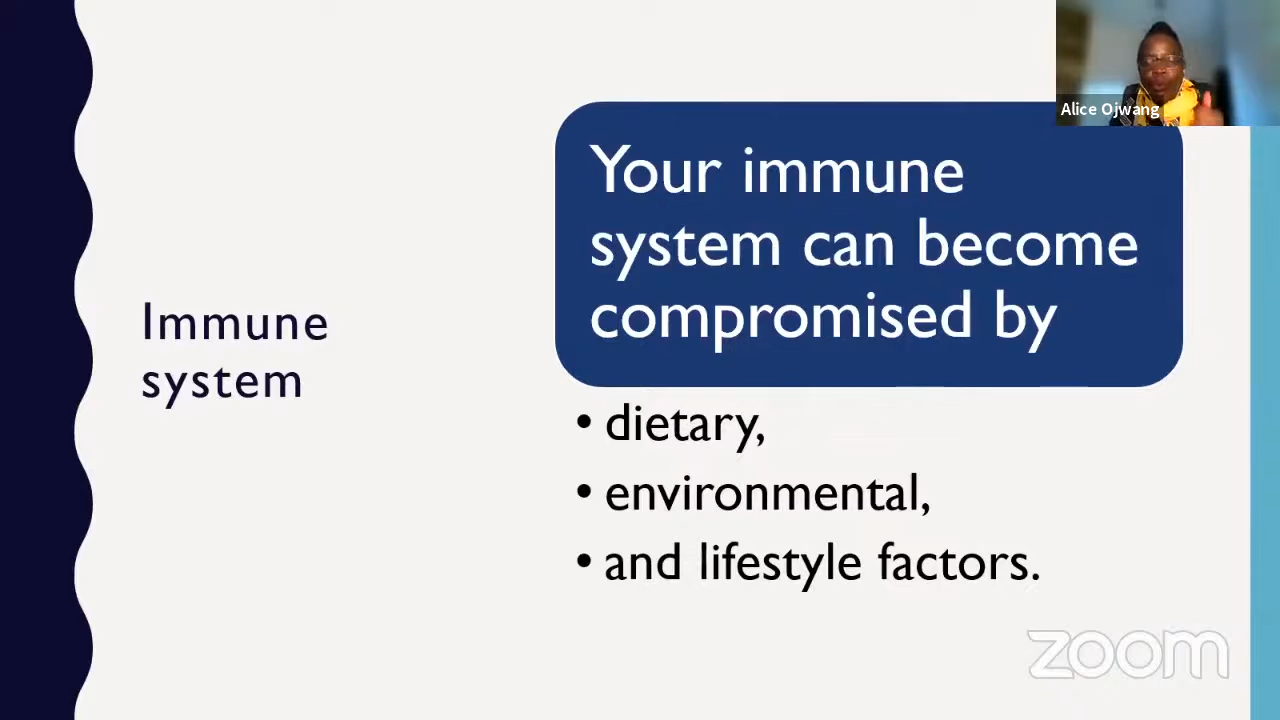 Alice Ojwang
Your immune
system can become
compromised by
Immune
system
• dietary,
• environmental,
• and lifestyle factors.
zoom